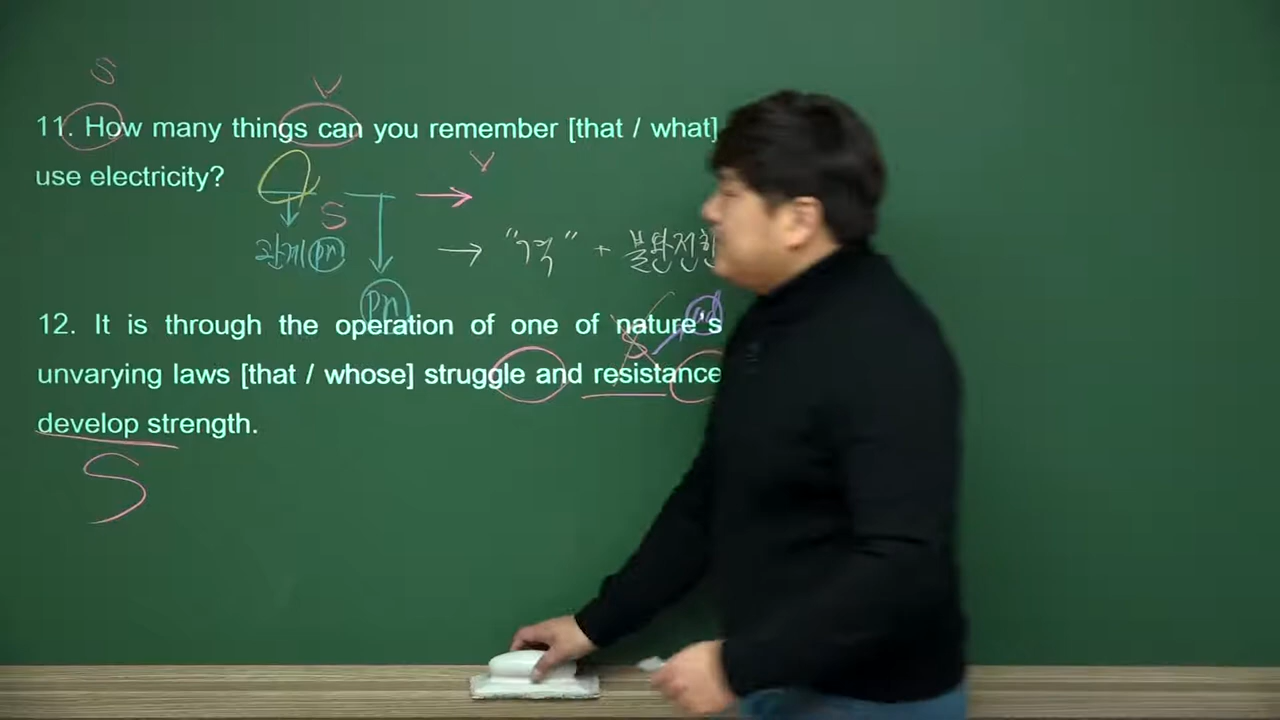 S
V
11. How many things can you remember [that / what]
use electricity?
V
S
관계 pn → "격" + 불완전한
pn
ad
12. It is through the operation of one of nature's
S
unvarying laws [that / whose] struggle and resistance
develop strength.
S